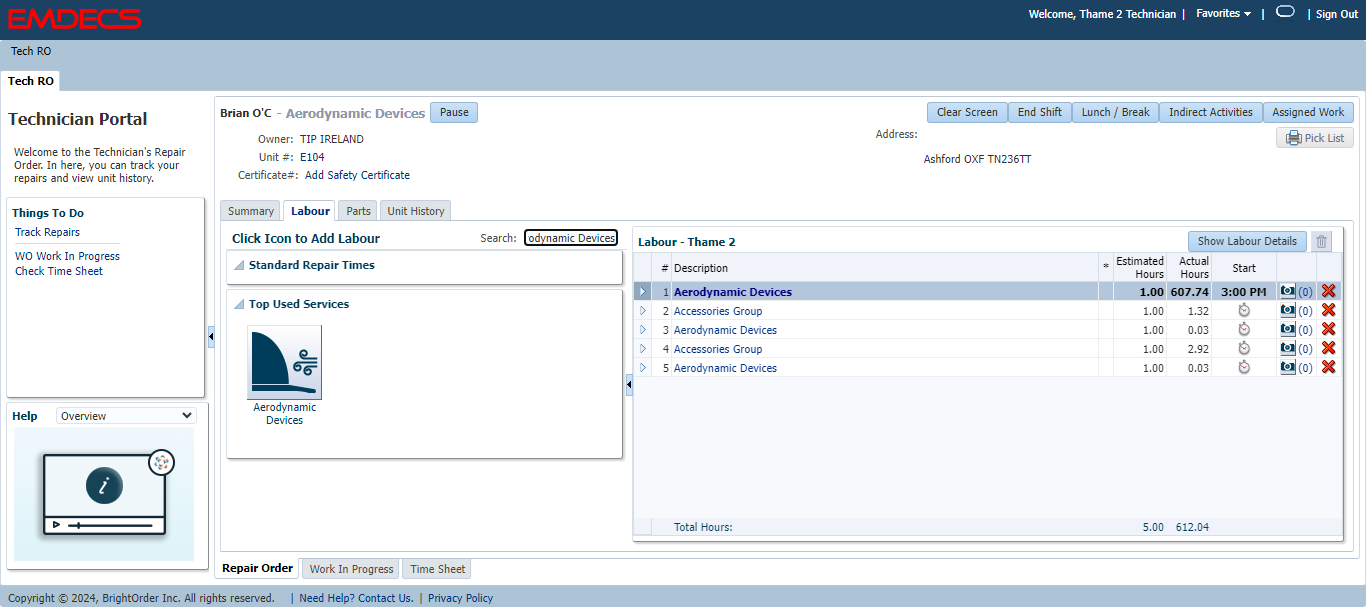 EMDECS
Welcome, Thame 2 Technician | Favorites | | Sign Out
Tech RO
Tech RO
Technician Portal
Welcome to the Technician's Repair
Order. In here, you can track your
repairs and view unit history.
Things To Do
Track Repairs
WO Work In Progress
Check Time Sheet
Help Overview
i
Brian O'C - Aerodynamic Devices Pause
Clear Screen End Shift Lunch / Break Indirect Activities Assigned Work
Owner: TIP IRELAND
Unit #: E104
Certificate#: Add Safety Certificate
Address:
Ashford OXF TN236TT
Pick List
Summary Labour Parts Unit History
Click Icon to Add Labour Search: odynamic Devices
Standard Repair Times
Top Used Services
Aerodynamic
Devices
Labour - Thame 2 Show Labour Details
# Description * Estimated Hours Actual Hours Start
1 Aerodynamic Devices 1.00 607.74 3:00 PM (0)
2 Accessories Group 1.00 1.32 (0)
3 Aerodynamic Devices 1.00 0.03 (0)
4 Accessories Group 1.00 2.92 (0)
5 Aerodynamic Devices 1.00 0.03 (0)
Total Hours: 5.00 612.04
Repair Order Work In Progress Time Sheet
Copyright © 2024, BrightOrder Inc. All rights reserved. | Need Help? Contact Us. | Privacy Policy